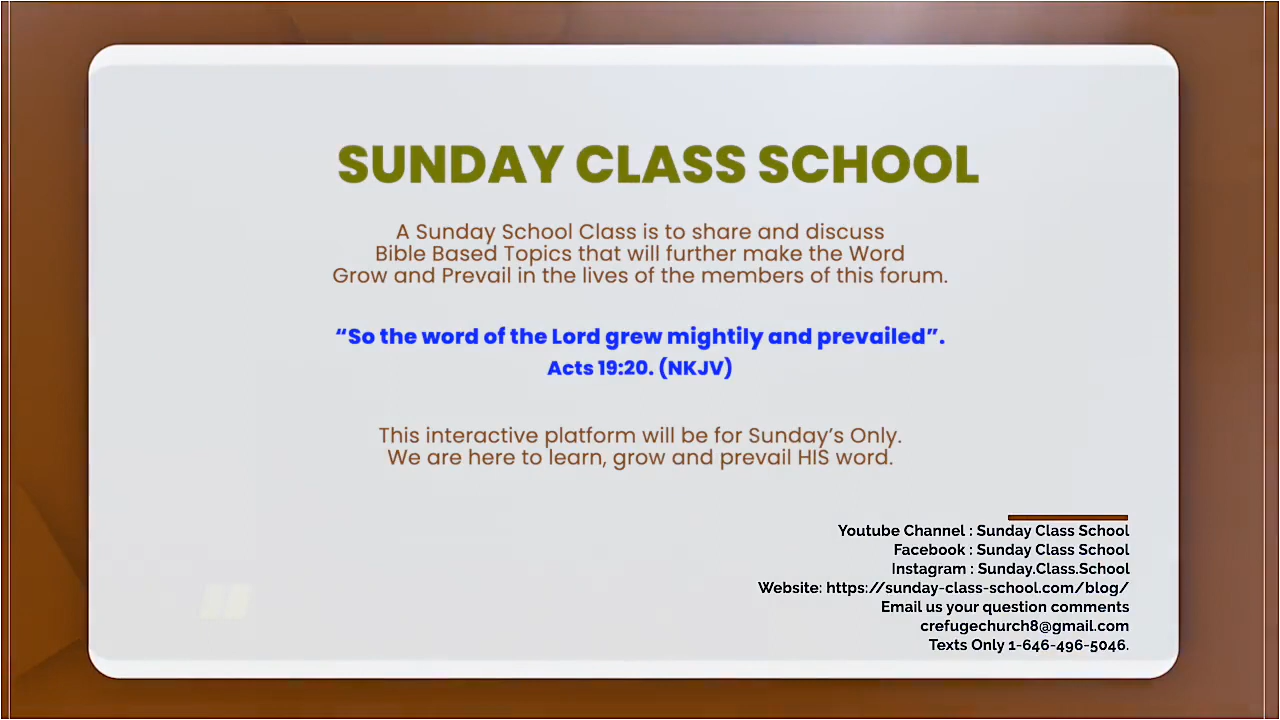 SUNDAY CLASS SCHOOL
A Sunday School Class is to share and discuss
Bible Based Topics that will further make the Word
Grow and Prevail in the lives of the members of this forum.
“So the word of the Lord grew mightily and prevailed”.
Acts 19:20. (NKJV)
This interactive platform will be for Sunday’s Only.
We are here to learn, grow and prevail HIS word.
Youtube Channel : Sunday Class School
Facebook : Sunday Class School
Instagram : Sunday.Class.School
Website: https://sunday-class-school.com/blog/
Email us your question comments
crefugechurch8@gmail.com
Texts Only 1-646-496-5046.